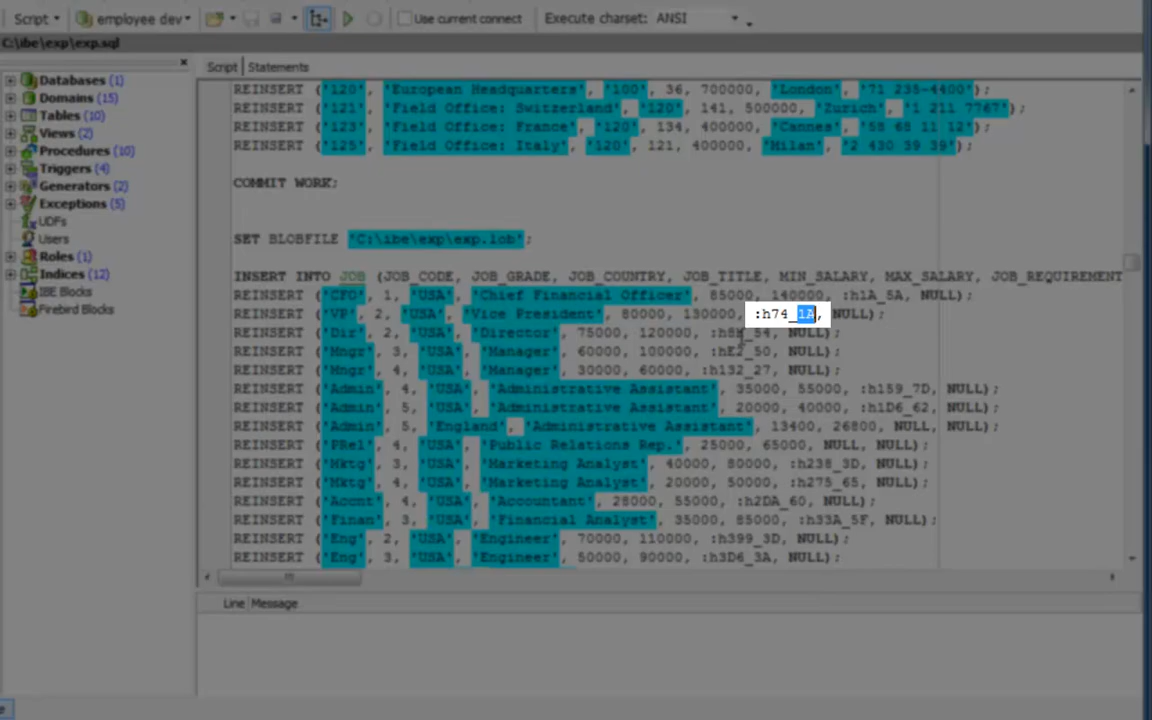 Script employee dev Use current connect Execute charset: ANSI
C:\ibe\exp\exp.sql
Databases (1)
Domains (15)
Tables (10)
Views (2)
Procedures (10)
Triggers (4)
Generators (2)
Exceptions (5)
UDFs
Users
Roles (1)
Indices (12)
IBE Blocks
Firebird Blocks
Script Statements
REINSERT ('120', 'European Headquarters', '100', 36, 700000, 'London', '71 235-4400');
REINSERT ('121', 'Field Office: Switzerland', '120', 141, 500000, 'Zurich', '1 211 7767');
REINSERT ('123', 'Field Office: France', '120', 134, 400000, 'Cannes', '58 68 11 12');
REINSERT ('125', 'Field Office: Italy', '120', 121, 400000, 'Milan', '2 430 39 39');
COMMIT WORK;
SET BLOBFILE 'C:\ibe\exp\exp.lob';
INSERT INTO JOB (JOB_CODE, JOB_GRADE, JOB_COUNTRY, JOB_TITLE, MIN_SALARY, MAX_SALARY, JOB_REQUIREMENT
REINSERT ('CFO', 1, 'USA', 'Chief Financial Officer', 85000, 140000, :h1A_5A, NULL);
REINSERT ('VP', 2, 'USA', 'Vice President', 80000, 130000, :h74_1A, NULL);
REINSERT ('Dir', 2, 'USA', 'Director', 75000, 120000, :h8E_54, NULL);
REINSERT ('Mngr', 3, 'USA', 'Manager', 60000, 100000, :hE2_50, NULL);
REINSERT ('Mngr', 4, 'USA', 'Manager', 30000, 60000, :h132_27, NULL);
REINSERT ('Admin', 4, 'USA', 'Administrative Assistant', 35000, 55000, :h159_7D, NULL);
REINSERT ('Admin', 5, 'USA', 'Administrative Assistant', 20000, 40000, :h1D6_62, NULL);
REINSERT ('Admin', 5, 'England', 'Administrative Assistant', 13400, 26800, NULL, NULL);
REINSERT ('PRel', 4, 'USA', 'Public Relations Rep.', 25000, 65000, NULL, NULL);
REINSERT ('Mktg', 3, 'USA', 'Marketing Analyst', 40000, 80000, :h238_3D, NULL);
REINSERT ('Mktg', 4, 'USA', 'Marketing Analyst', 20000, 50000, :h275_65, NULL);
REINSERT ('Accnt', 4, 'USA', 'Accountant', 28000, 55000, :h2DA_60, NULL);
REINSERT ('Finan', 3, 'USA', 'Financial Analyst', 35000, 85000, :h33A_5F, NULL);
REINSERT ('Eng', 2, 'USA', 'Engineer', 70000, 110000, :h399_3D, NULL);
REINSERT ('Eng', 3, 'USA', 'Engineer', 50000, 90000, :h3D6_3A, NULL);
Line Message